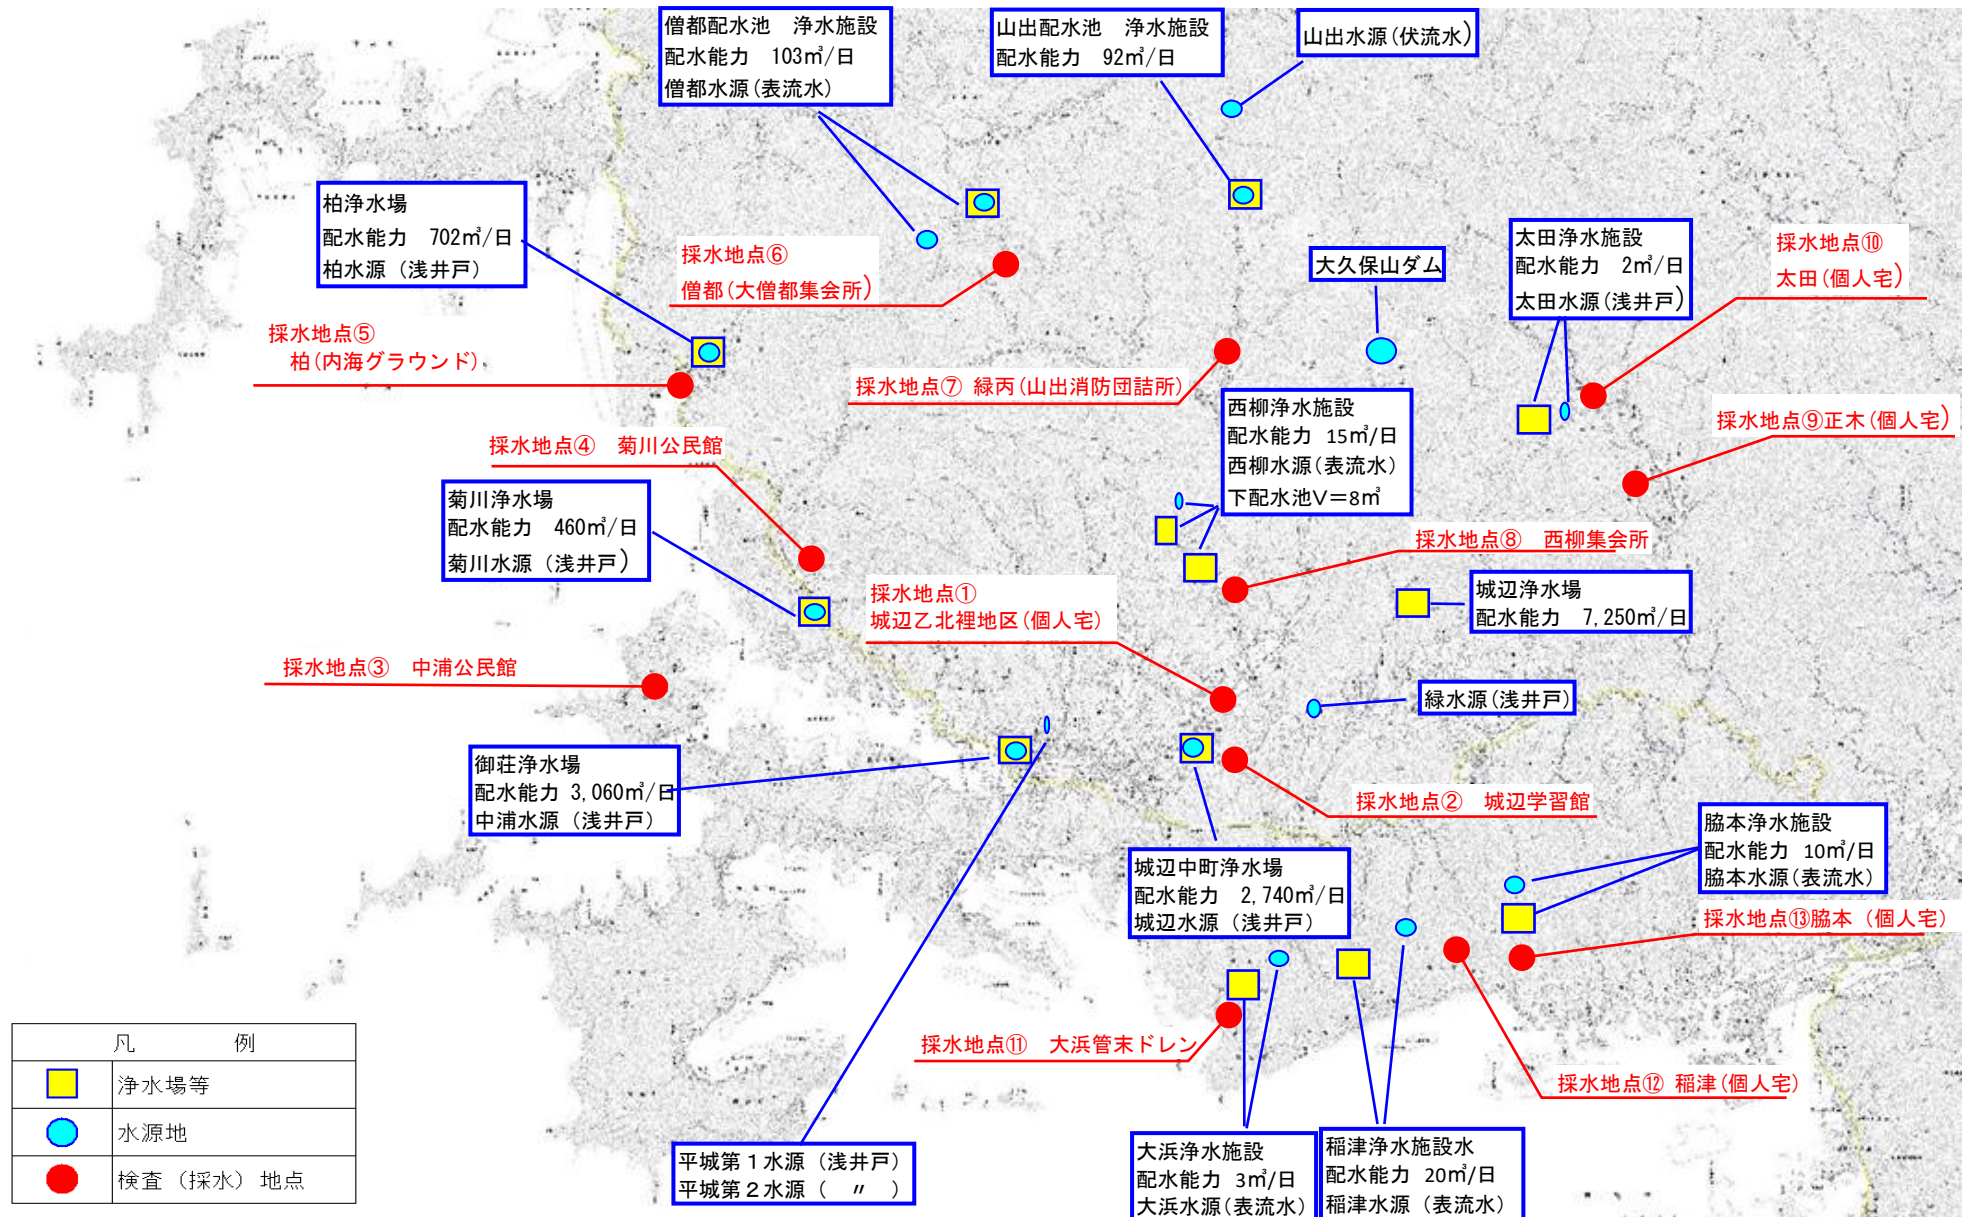 僧都配水池　浄水施設
配水能力　103㎥/日
僧都水源(表流水)
山出配水池　浄水施設
配水能力　92㎥/日
山出水源(伏流水)
柏浄水場
配水能力　702㎥/日
柏水源（浅井戸）
採水地点⑥
僧都(大僧都集会所)
大久保山ダム
太田浄水施設
配水能力　2㎥/日
太田水源(浅井戸)
採水地点⑩
太田(個人宅)
採水地点⑤
柏(内海グラウンド)
採水地点⑦ 緑丙(山出消防団詰所)
西柳浄水施設
配水能力　15㎥/日
西柳水源(表流水)
下配水池V＝8㎥
採水地点⑨正木(個人宅)
採水地点④　菊川公民館
菊川浄水場
配水能力　460㎥/日
菊川水源（浅井戸）
採水地点⑧　西柳集会所
採水地点①
城辺乙北裡地区(個人宅)
城辺浄水場
配水能力　7,250㎥/日
採水地点③　中浦公民館
緑水源(浅井戸)
御荘浄水場
配水能力 3,060㎥/日
中浦水源（浅井戸）
採水地点②　城辺学習館
城辺中町浄水場
配水能力　2,740㎥/日
城辺水源（浅井戸）
脇本浄水施設
配水能力　10㎥/日
脇本水源(表流水)
採水地点⑬脇本（個人宅）
採水地点⑪　大浜管末ドレン
採水地点⑫ 稲津(個人宅)
平城第１水源（浅井戸）
平城第２水源（　〃　）
大浜浄水施設
配水能力 3㎥/日
大浜水源(表流水)
稲津浄水施設水
配水能力 20㎥/日
稲津水源（表流水）
凡　　　例
浄水場等
水源地
検査（採水）地点